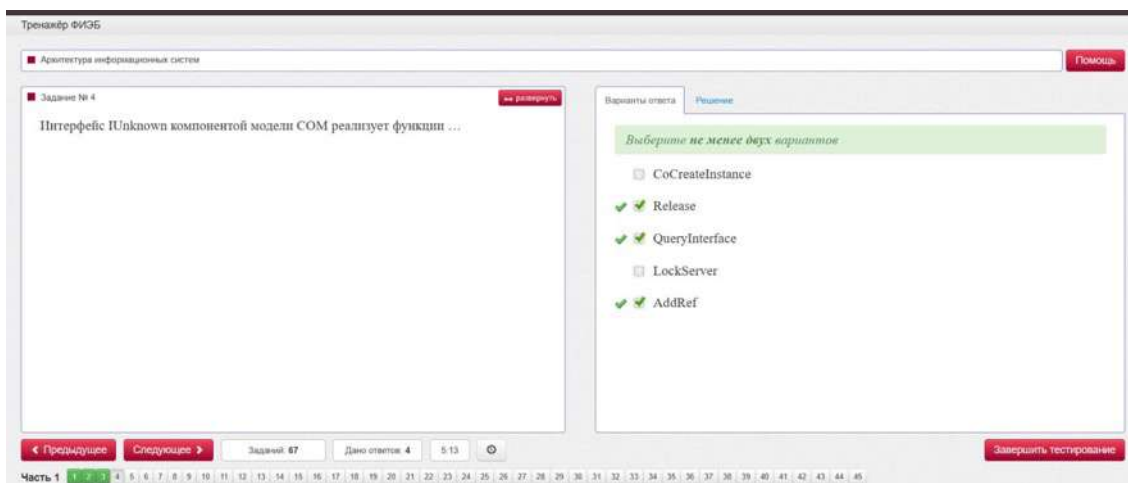 Тренажёр ФИЭБ
Архитектура информационных систем
Помощь
Задание № 4
развернуть
Интерфейс IUnknown компонентой модели COM реализует функции …
Варианты ответа
Решение
Выберите не менее двух вариантов
CoCreateInstance
Release
QueryInterface
LockServer
AddRef
Предыдущее
Следующее
Заданий: 67
Дано ответов: 4
5:13
Завершить тестирование
Часть 1 1 2 3 4 5 6 7 8 9 10 11 12 13 14 15 16 17 18 19 20 21 22 23 24 25 26 27 28 29 30 31 32 33 34 35 36 37 38 39 40 41 42 43 44 45